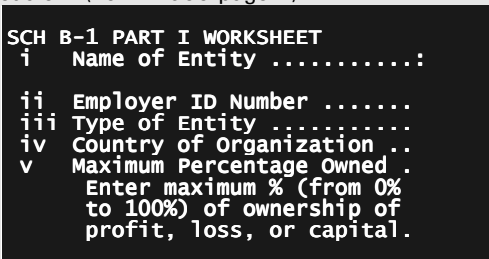 SCH B-1 PART I WORKSHEET
i Name of Entity ...........:
ii Employer ID Number .......
iii Type of Entity ...........
iv Country of Organization ..
v Maximum Percentage Owned .
Enter maximum % (from 0%
to 100%) of ownership of
profit, loss, or capital.